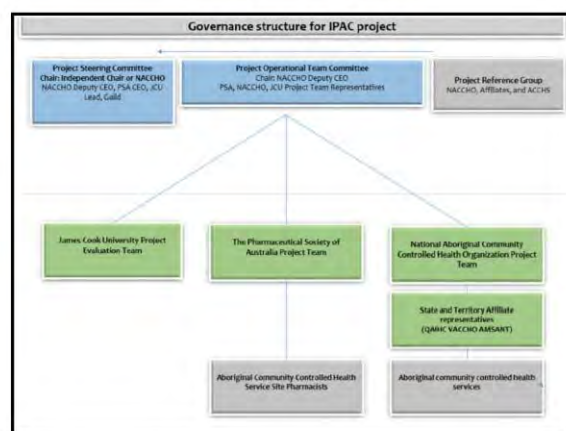 Governance structure for IPAC project
Project Steering Committee
Chair: Independent Chair or NACCHO
NACCHO Deputy CEO, PSA CEO, JCU
Lead, Guild
Project Operational Team Committee
Chair: NACCHO Deputy CEO
PSA, NACCHO, JCU Project Team Representatives
Project Reference Group
NACCHO, Affiliates, and ACCHS
James Cook University Project
Evaluation Team
The Pharmaceutical Society of
Australia Project Team
National Aboriginal Community
Controlled Health Organization Project
Team
State and Territory Affiliate
representatives
(QAIHC VACCHO AMSANT)
Aboriginal Community Controlled Health
Service Site Pharmacists
Aboriginal community controlled health
services